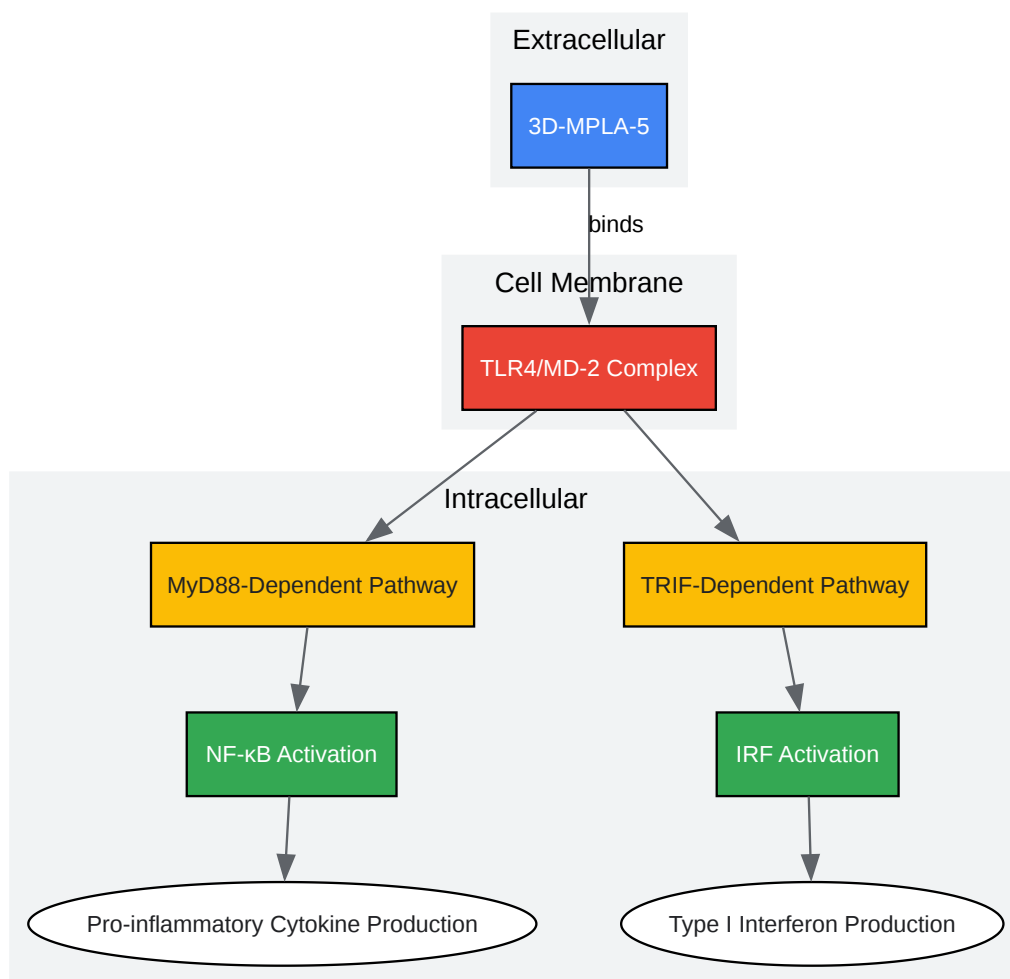 Extracellular
3D-MPLA-5
binds
Cell Membrane
TLR4/MD-2 Complex
Intracellular
MyD88-Dependent Pathway
TRIF-Dependent Pathway
NF-κB Activation
IRF Activation
Pro-inflammatory Cytokine Production
Type I Interferon Production